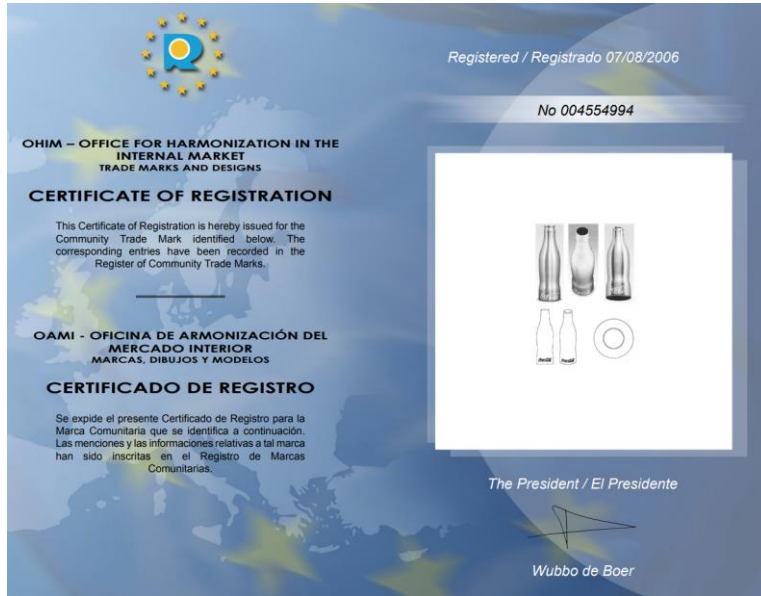 OHIM – OFFICE FOR HARMONIZATION IN THE
INTERNAL MARKET
TRADE MARKS AND DESIGNS
CERTIFICATE OF REGISTRATION
This Certificate of Registration is hereby issued for the
Community Trade Mark identified below. The
corresponding entries have been recorded in the
Register of Community Trade Marks.
OAMI - OFICINA DE ARMONIZACIÓN DEL
MERCADO INTERIOR
MARCAS, DIBUJOS Y MODELOS
CERTIFICADO DE REGISTRO
Se expide el presente Certificado de Registro para la
Marca Comunitaria que se identifica a continuación.
Las menciones y las informaciones relativas a tal marca
han sido inscritas en el Registro de Marcas
Comunitarias.
Registered / Registrado 07/08/2006
No 004554994
The President / El Presidente
Wubbo de Boer